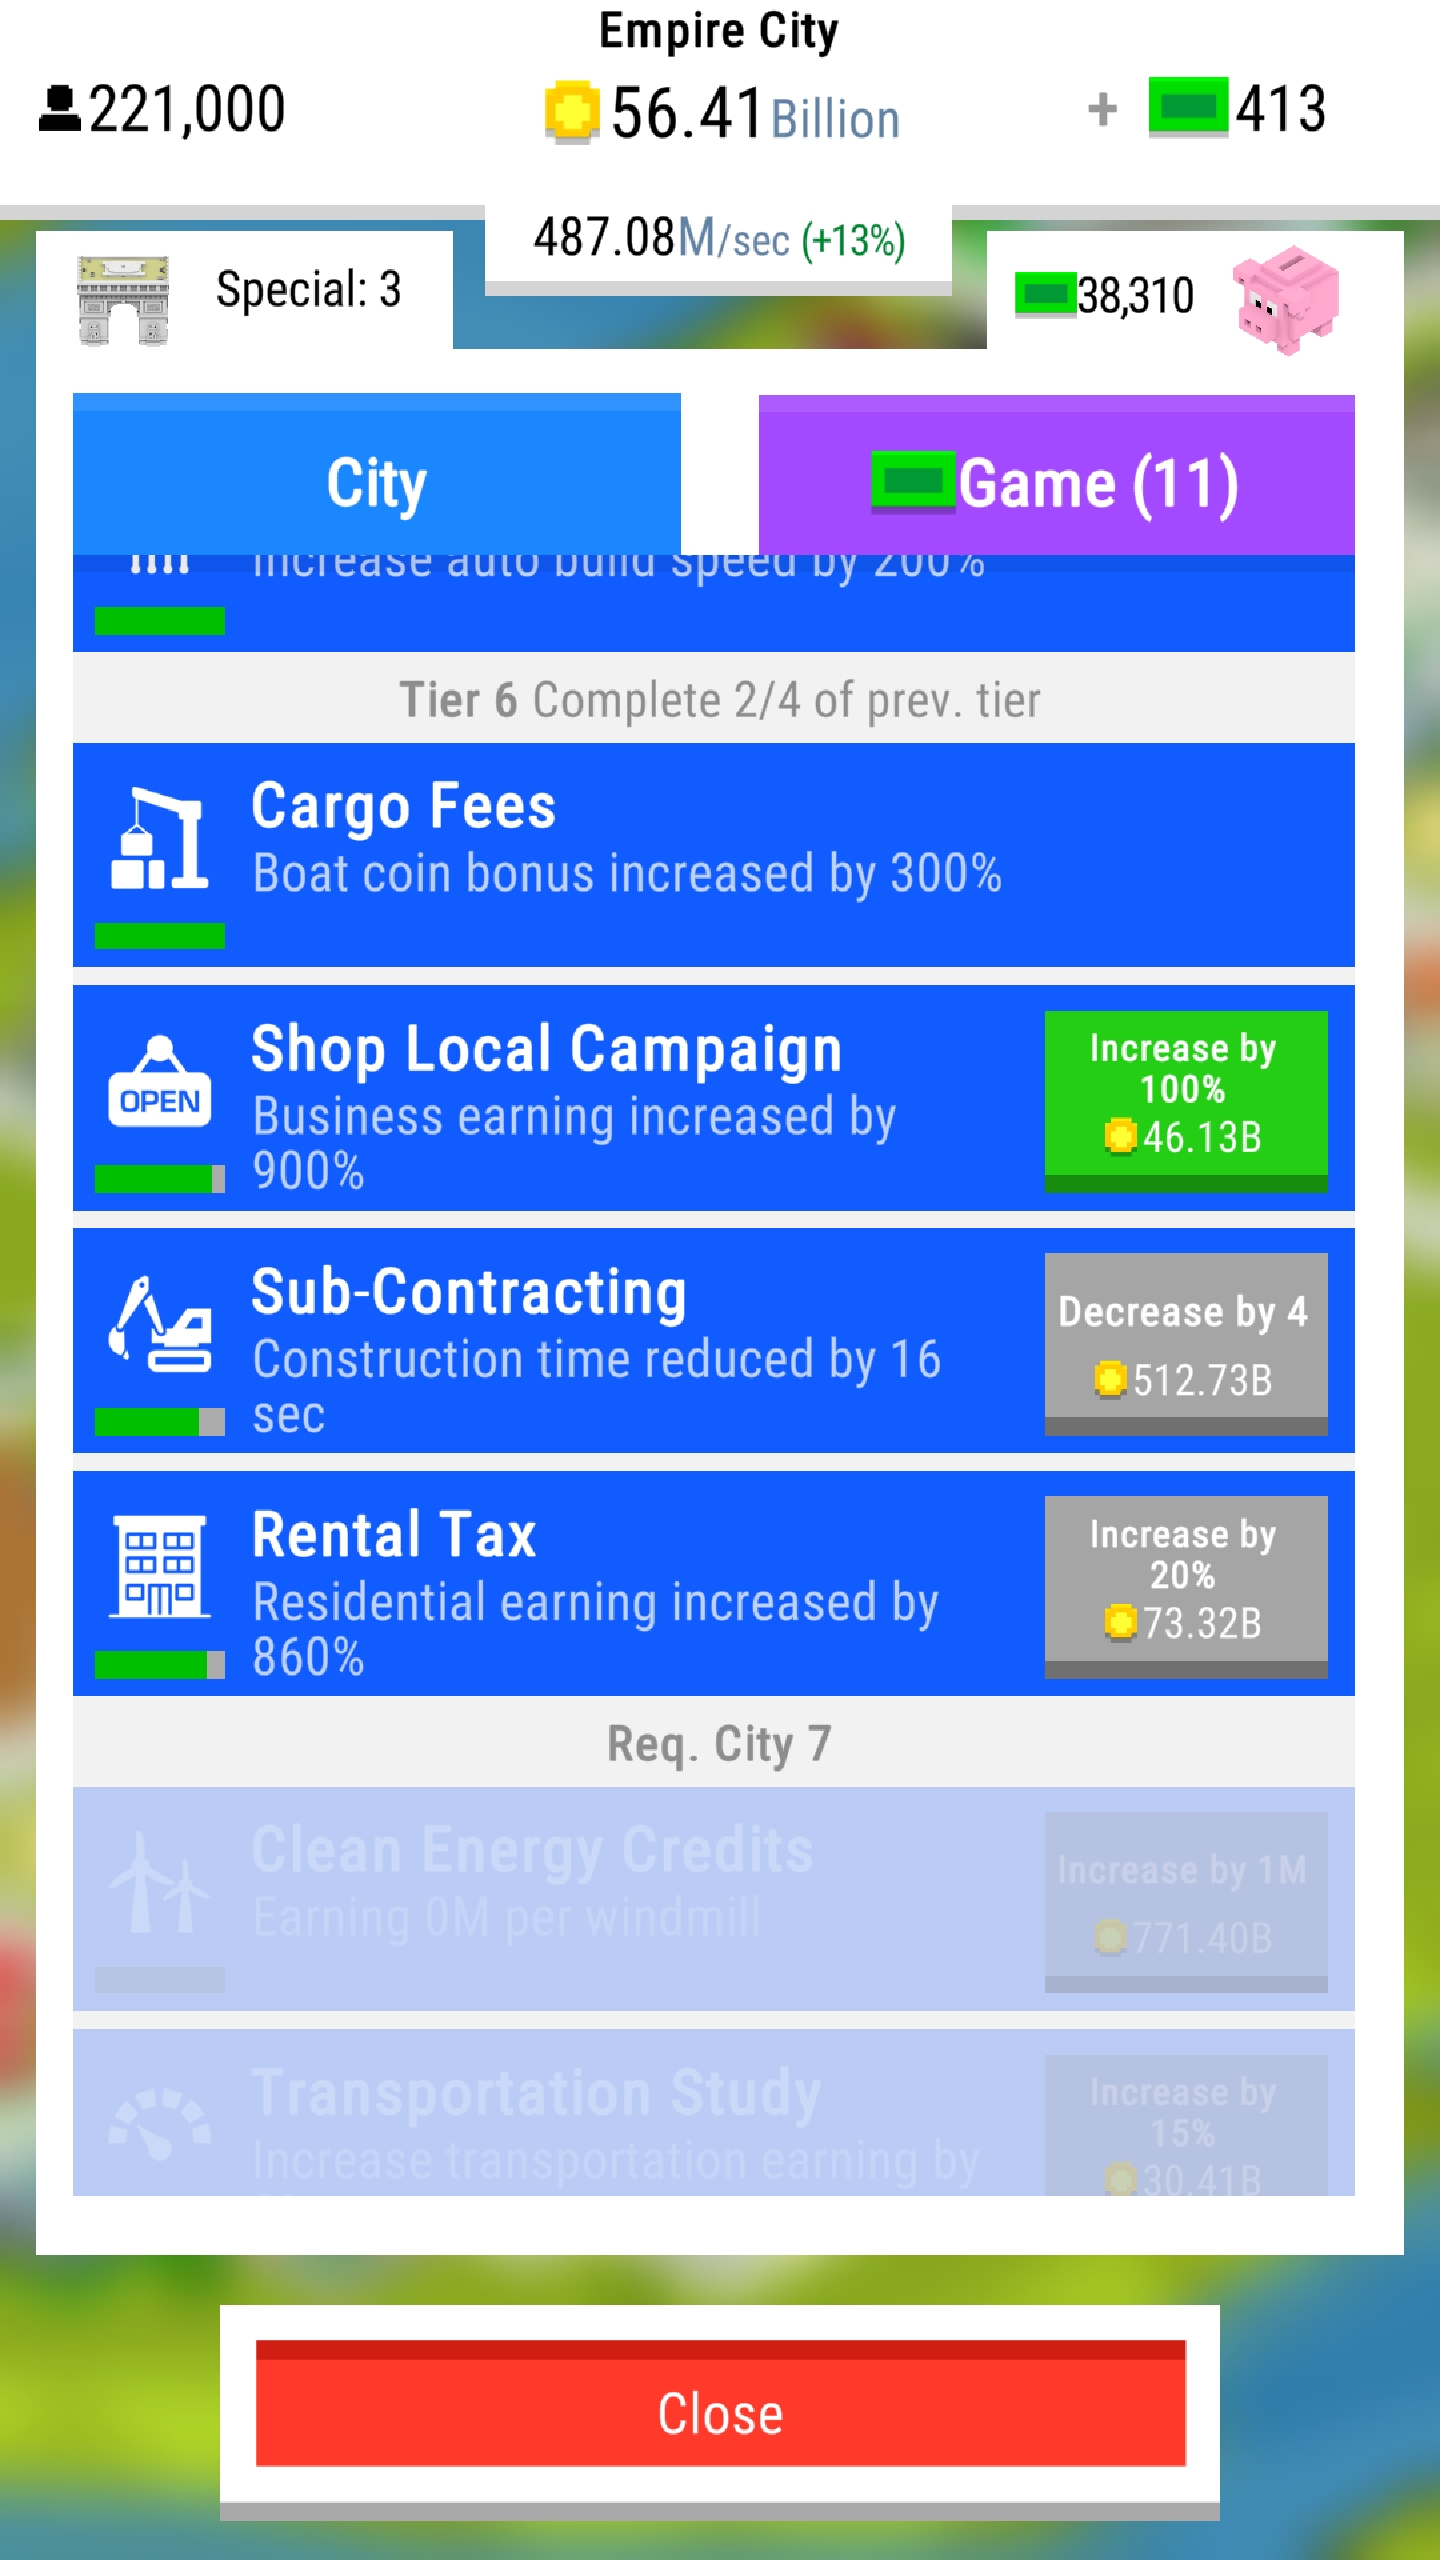 Empire City
221,000
56.41 Billion
+ 413
487.08M/sec (+13%)
Special: 3
38,310
City
Game (11)
Increase auto build speed by 200%
Tier 6 Complete 2/4 of prev. tier
Cargo Fees
Boat coin bonus increased by 300%
OPEN
Shop Local Campaign
Business earning increased by
900%
Increase by
100%
46.13B
Sub-Contracting
Construction time reduced by 16
sec
Decrease by 4
512.73B
Rental Tax
Residential earning increased by
860%
Increase by
20%
73.32B
Req. City 7
Clean Energy Credits
Earning 0M per windmill
Increase by 1M
771.40B
Transportation Study
Increase transportation earning by
Increase by
15%
30.41B
Close